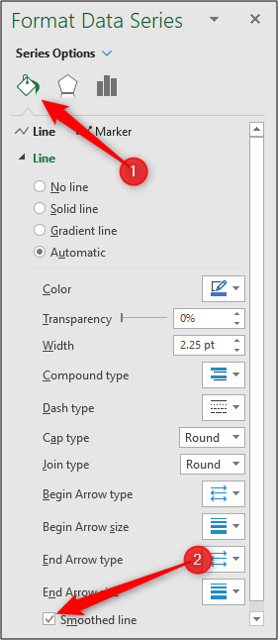 Format Data Series
Series Options
1
Line Marker
Line
No line
Solid line
Gradient line
Automatic
Color
Transparency 0%
Width 2.25 pt
Compound type
Dash type
Cap type Round
Join type Round
Begin Arrow type
Begin Arrow size
End Arrow type 2
End Arrow size
Smoothed line